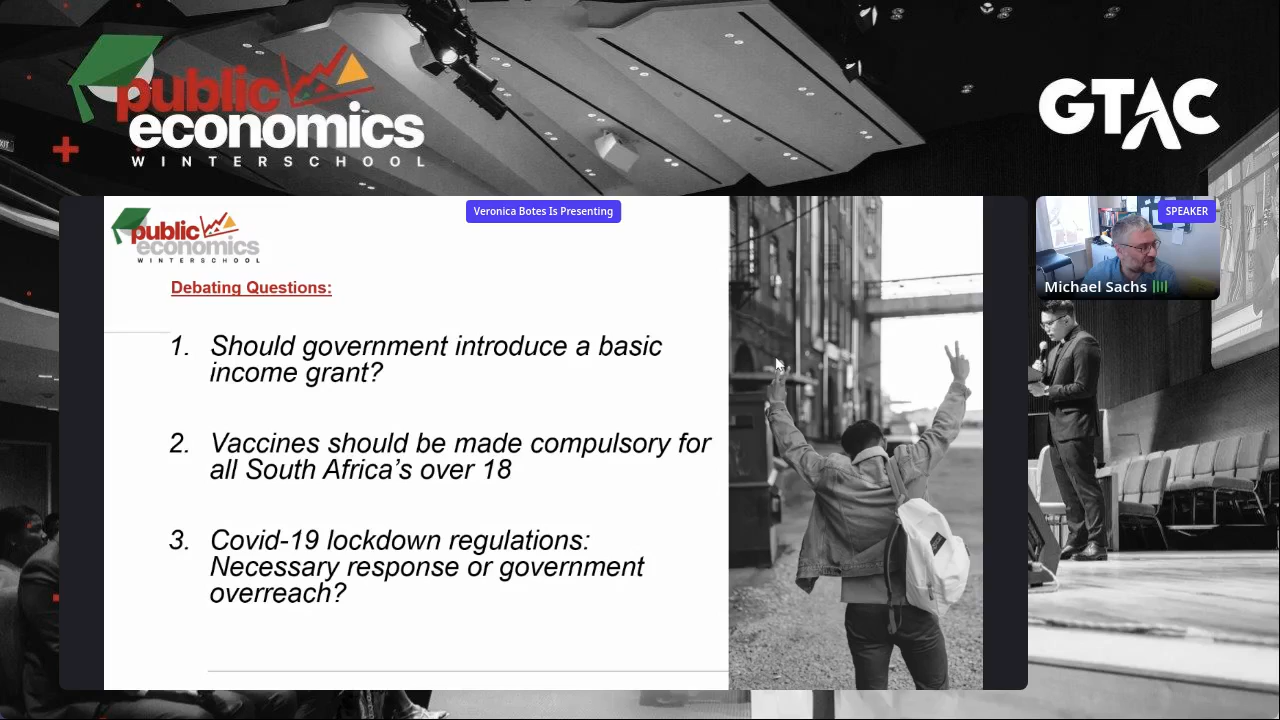 public
economics
WINTERSCHOOL
GTAC
Veronica Botes Is Presenting
public
economics
WINTERSCHOOL
SPEAKER
Michael Sachs
Debating Questions:
1. Should government introduce a basic
income grant?
2. Vaccines should be made compulsory for
all South Africa’s over 18
3. Covid-19 lockdown regulations:
Necessary response or government
overreach?